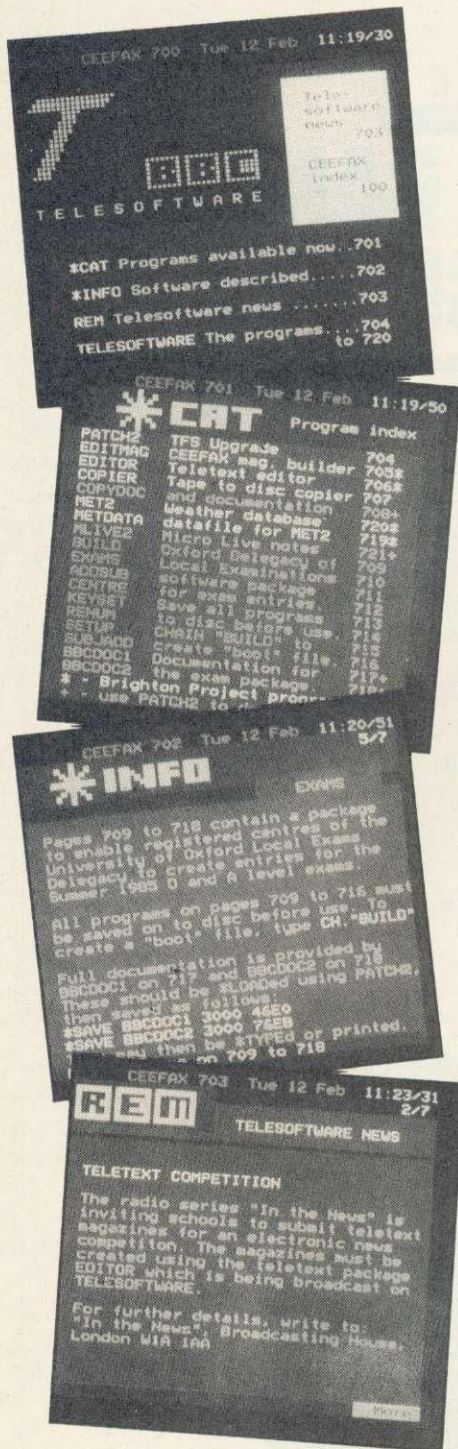 CEEFAX 700 Tue 12 Feb 11:19/30
Tele-
software
news
703
CEEFAX
index
100
T
BBC
TELESOFTWARE
*CAT Programs available now..701
*INFO Software described.....702
REM Telesoftware news .......703
TELESOFTWARE The programs....704
to 720
CEEFAX 701 Tue 12 Feb 11:19/50
*CAT Program index
PATCH2 TFS Upgrade 704
EDITMAG CEEFAX mag. builder 705*
EDITOR Teletext editor 706*
COPIER Tape to disc copier 707
COPYDOC and documentation 708+
MET2 Weather database 720*
METDATA datafile for MET2 719*
MLIVE2 Micro Live notes 721+
BUILD Oxford Delegacy of 709
EXAMS Local Examinations 710
ADDSUB software package 711
CENTRE for exam entries. 712
KEYSET Save all programs 713
REMUM to disc before use. 714
SETUP CHAIN "BUILD" to 715
SUBJADD create "boot" file. 716
BBCDOC1 Documentation for 717+
BBCDOC2 the exam package. 718+
* - Brighton Project
+ - use PATCH2 to
CEEFAX 702 Tue 12 Feb 11:20/51
5/7
*INFO EXAMS
Pages 709 to 718 contain a package
to enable registered centres of the
University of Oxford Local Exams
Delegacy to create entries for the
Summer 1985 O and A level exams.
All programs on pages 709 to 716 must
be saved on to disc before use. To
create a "boot" file, type CH."BUILD"
Full documentation is provided by
BBCDOC1 on 717 and BBCDOC2 on 718
These should be *LOADed using PATCH2,
then saved as follows:
*SAVE BBCDOC1 3000 46E0
*SAVE BBCDOC2 3000 76EB
may then be *TYPEd or printed.
on 709 to 718
CEEFAX 703 Tue 12 Feb 11:23/31
2/7
REM TELESOFTWARE NEWS
TELETEXT COMPETITION
The radio series "In the News" is
inviting schools to submit teletext
magazines for an electronic news
competiton. The magazines must be
created using the teletext package
EDITOR which is being broadcast on
TELESOFTWARE.
For further details, write to:
"In the News", Broadcasting House,
London W1A 1AA
More